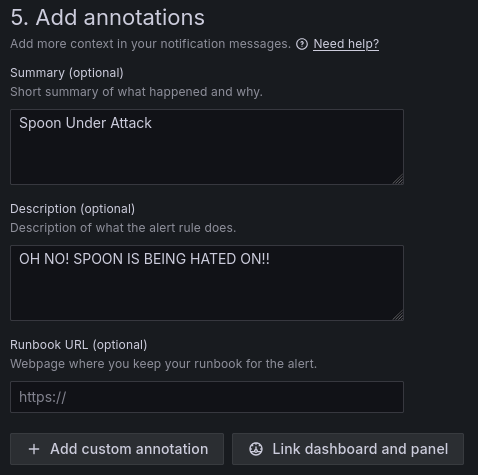 5. Add annotations
Add more context in your notification messages. Need help?
Summary (optional)
Short summary of what happened and why.
Spoon Under Attack
Description (optional)
Description of what the alert rule does.
OH NO! SPOON IS BEING HATED ON!!
Runbook URL (optional)
Webpage where you keep your runbook for the alert.
https://
+ Add custom annotation Link dashboard and panel